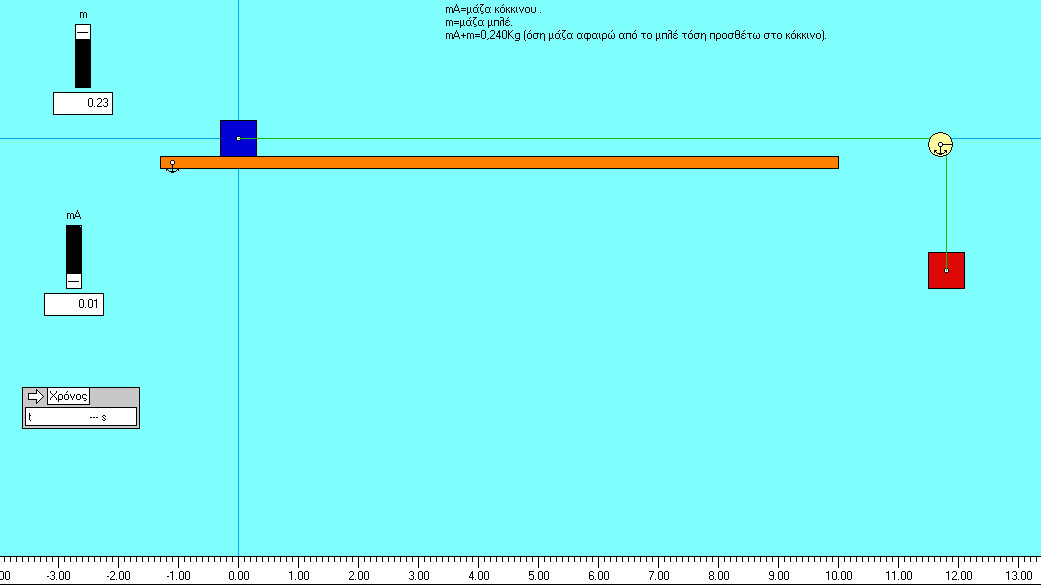 mA=μάζα κόκκινου .
m=μάζα μπλέ.
mA+m=0,240Kg (όση μάζα αφαιρώ από το μπλέ τόση προσθέτω στο κόκκινο).
m
0.23
mA
0.01
Χρόνος
t --- s
00 -3.00 -2.00 -1.00 0.00 1.00 2.00 3.00 4.00 5.00 6.00 7.00 8.00 9.00 10.00 11.00 12.00 13.00